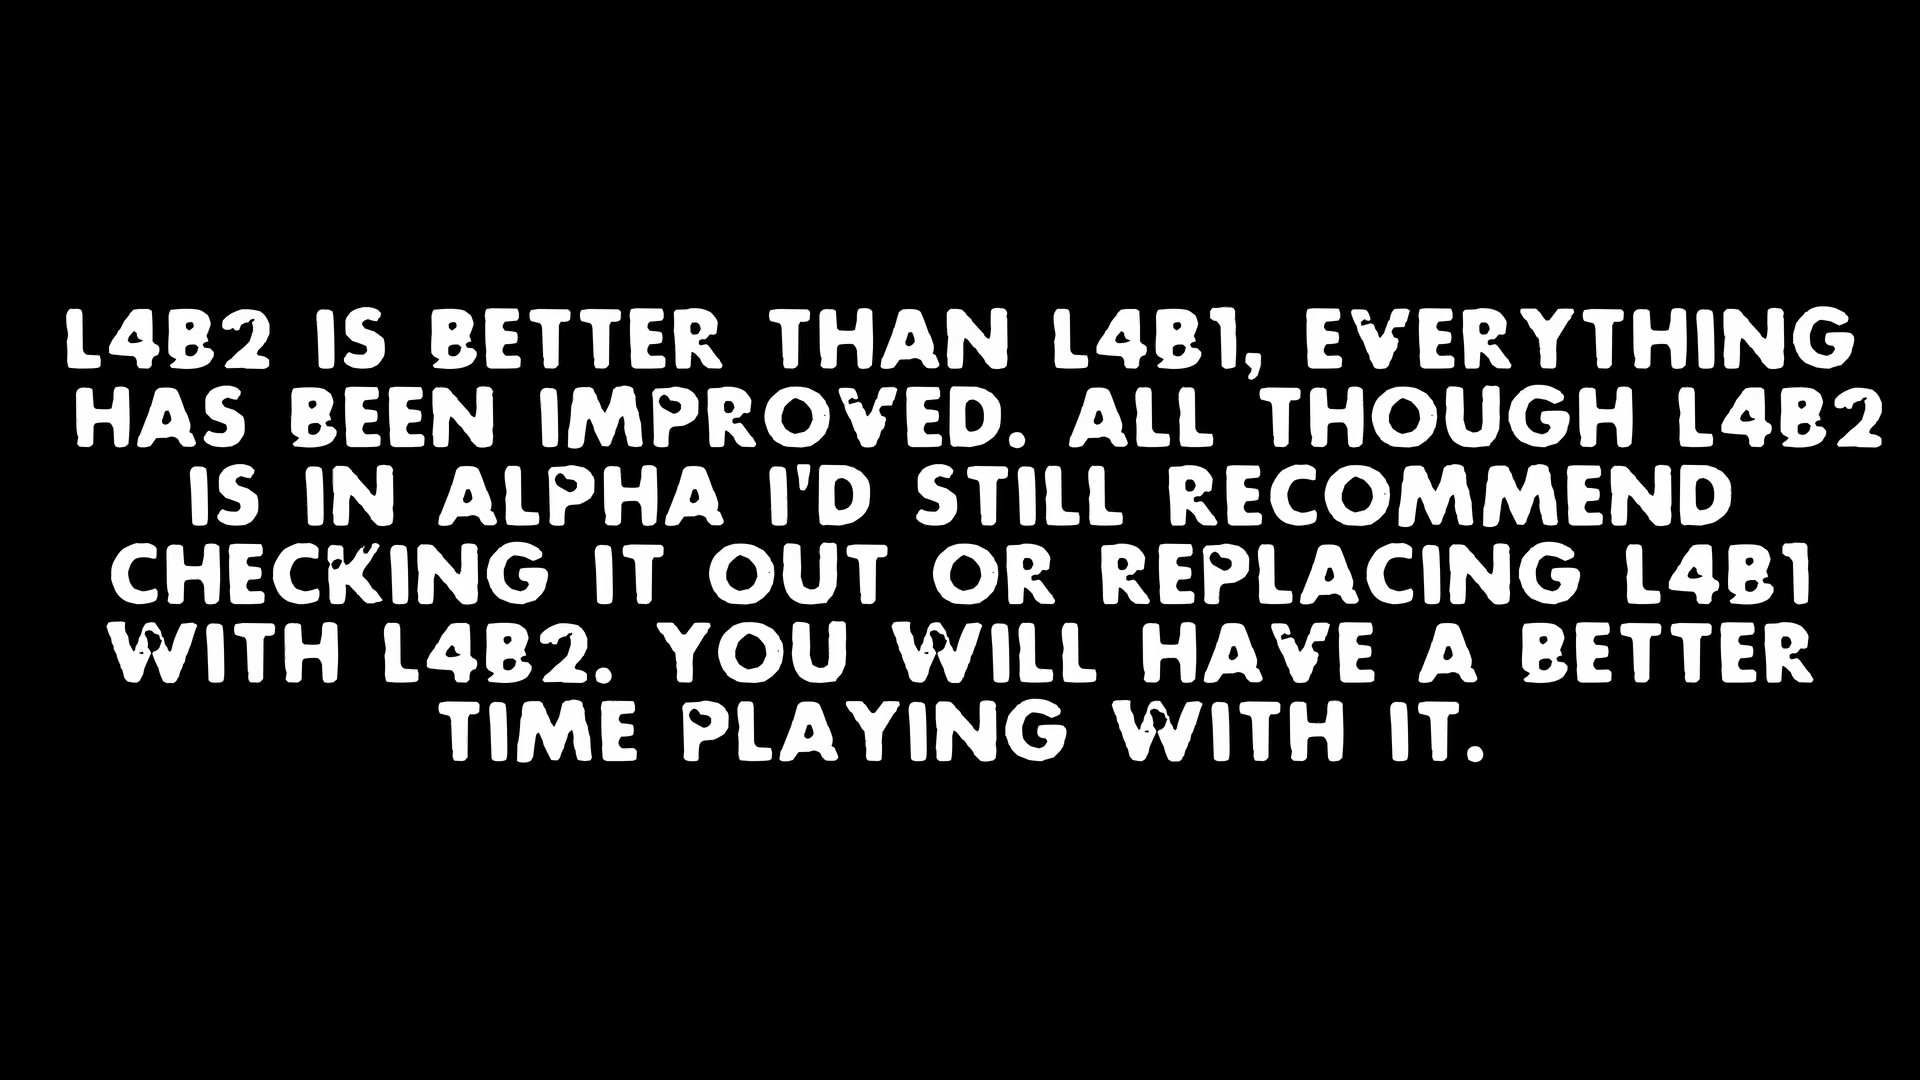 L4B2 IS BETTER THAN L4B1, EVERYTHING
HAS BEEN IMPROVED. ALL THOUGH L4B2
IS IN ALPHA I'D STILL RECOMMEND
CHECKING IT OUT OR REPLACING L4B1
WITH L4B2. YOU WILL HAVE A BETTER
TIME PLAYING WITH IT.